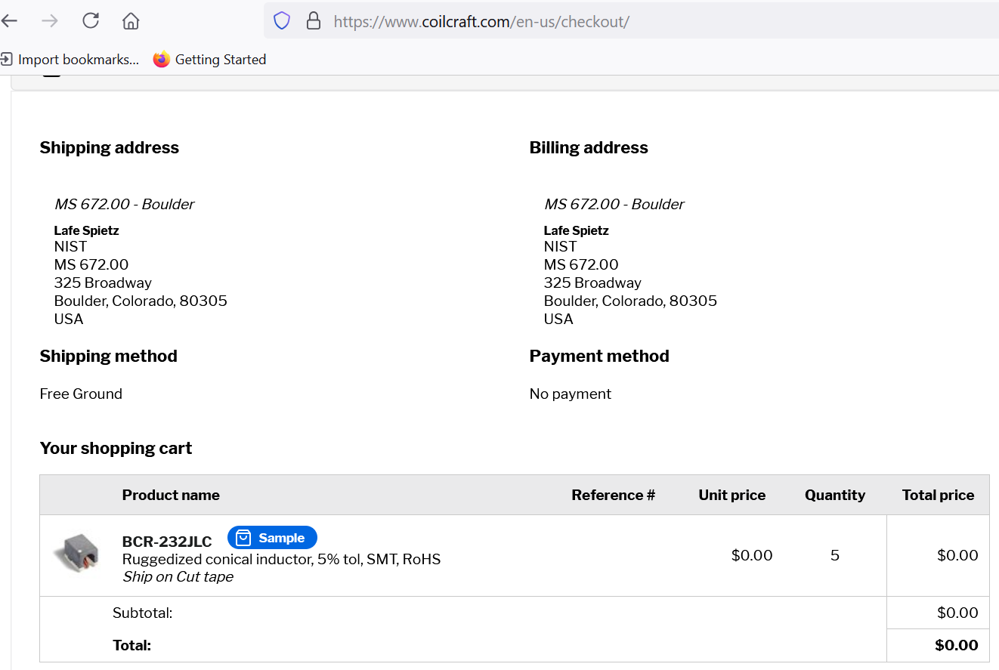 https://www.coilcraft.com/en-us/checkout/
Import bookmarks...
Getting Started
Shipping address
MS 672.00 - Boulder
Lafe Spietz
NIST
MS 672.00
325 Broadway
Boulder, Colorado, 80305
USA
Billing address
MS 672.00 - Boulder
Lafe Spietz
NIST
MS 672.00
325 Broadway
Boulder, Colorado, 80305
USA
Shipping method
Free Ground
Payment method
No payment
Your shopping cart
Product name Reference # Unit price Quantity Total price
BCR-232JLC Sample
Ruggedized conical inductor, 5% tol, SMT, RoHS
Ship on Cut tape
$0.00 5 $0.00
Subtotal: $0.00
Total: $0.00